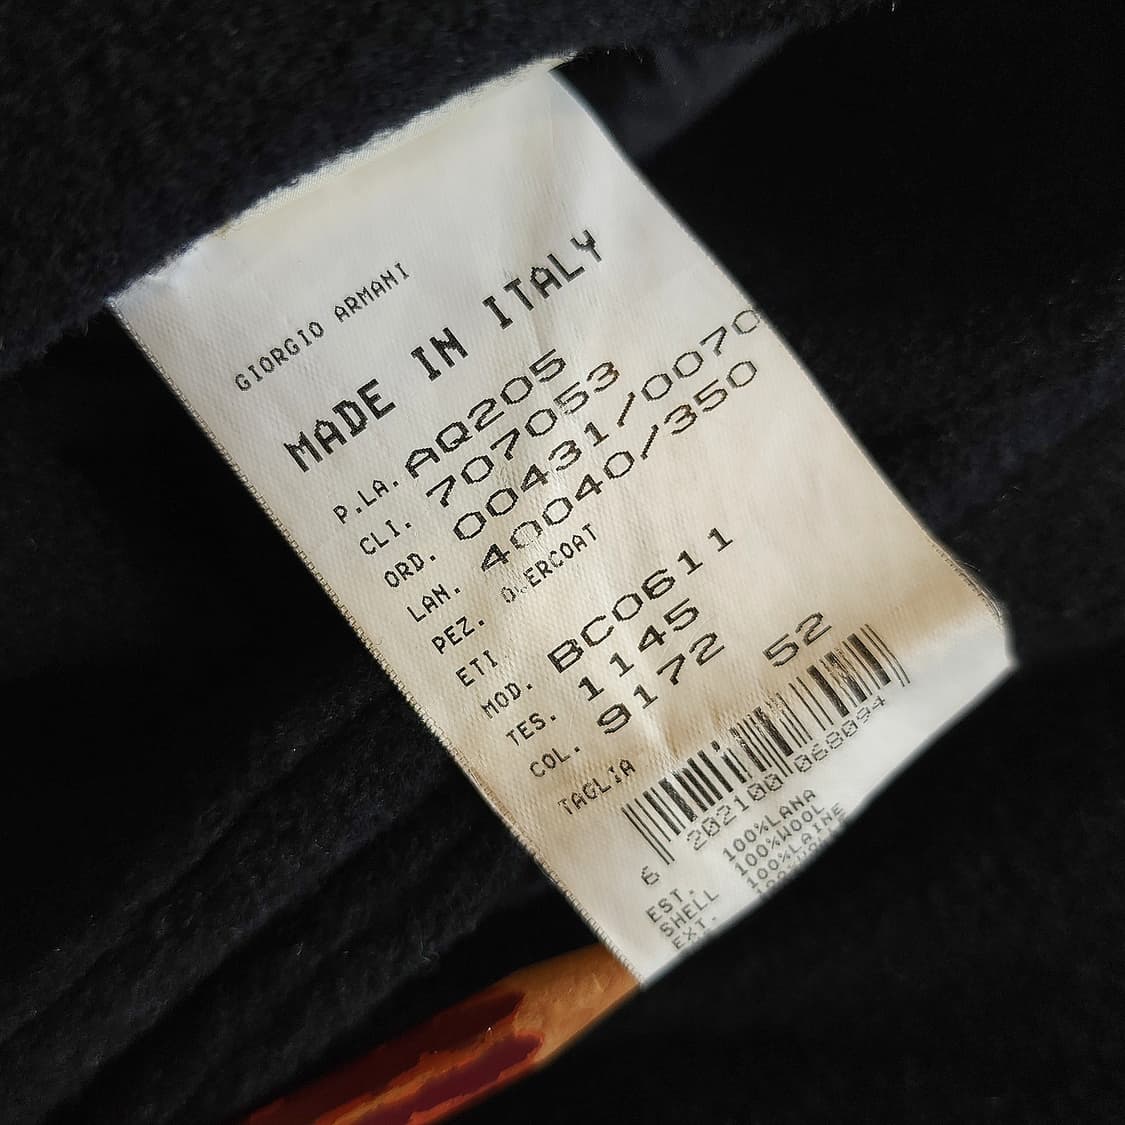 GIORGIO ARMANI
MADE IN ITALY
P.LA. AQ205
CLI. 707053
ORD. 00431/0070
LAN. 40040/350
PEZ. OVERCOAT
ETI
MOD. BC0611
TES. 1145
COL. 9172
TAGLIA 52
6 202100 068094
EST. 100%LANA
SHELL 100%WOOL
EXT. 100%LAINE